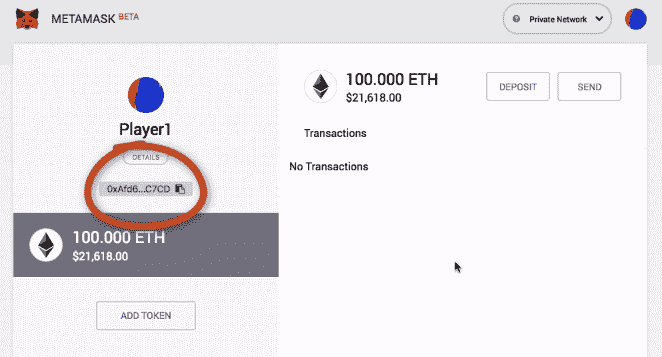 METAMASK BETA
Private Network
Player1
DETAILS
0xAfd6...C7CD
100.000 ETH
$21,618.00
ADD TOKEN
100.000 ETH
$21,618.00
DEPOSIT
SEND
Transactions
No Transactions